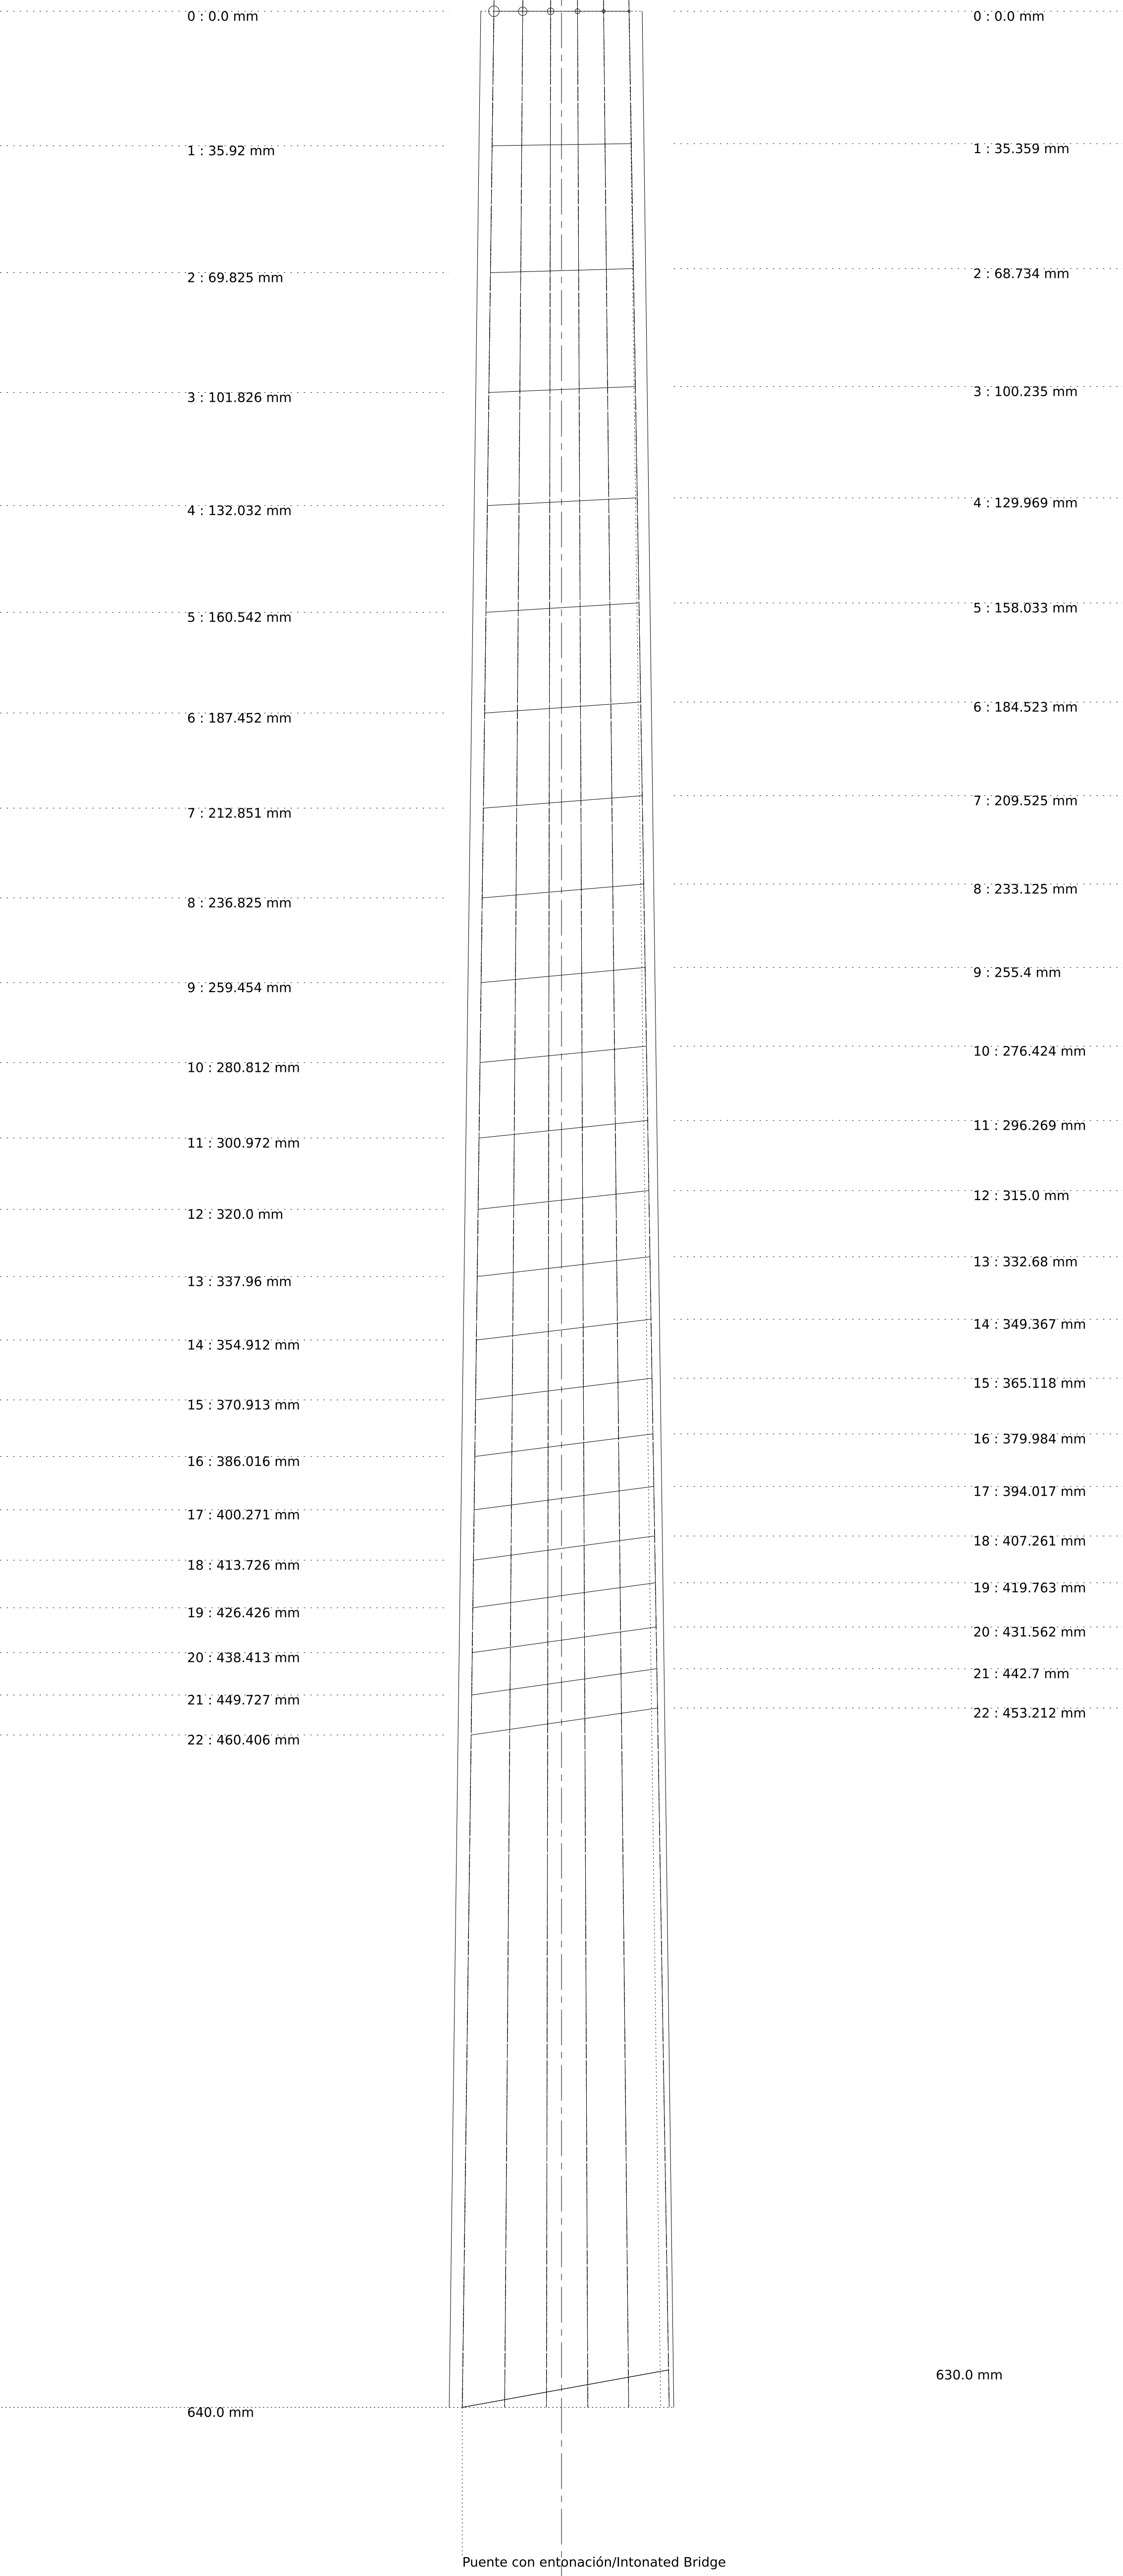 0 : 0.0 mm
0 : 0.0 mm
1 : 35.92 mm
1 : 35.359 mm
2 : 69.825 mm
2 : 68.734 mm
3 : 101.826 mm
3 : 100.235 mm
4 : 132.032 mm
4 : 129.969 mm
5 : 160.542 mm
5 : 158.033 mm
6 : 187.452 mm
6 : 184.523 mm
7 : 212.851 mm
7 : 209.525 mm
8 : 236.825 mm
8 : 233.125 mm
9 : 259.454 mm
9 : 255.4 mm
10 : 280.812 mm
10 : 276.424 mm
11 : 300.972 mm
11 : 296.269 mm
12 : 320.0 mm
12 : 315.0 mm
13 : 337.96 mm
13 : 332.68 mm
14 : 354.912 mm
14 : 349.367 mm
15 : 370.913 mm
15 : 365.118 mm
16 : 386.016 mm
16 : 379.984 mm
17 : 400.271 mm
17 : 394.017 mm
18 : 413.726 mm
18 : 407.261 mm
19 : 426.426 mm
19 : 419.763 mm
20 : 438.413 mm
20 : 431.562 mm
21 : 449.727 mm
21 : 442.7 mm
22 : 460.406 mm
22 : 453.212 mm
630.0 mm
640.0 mm
Puente con entonación/Intonated Bridge